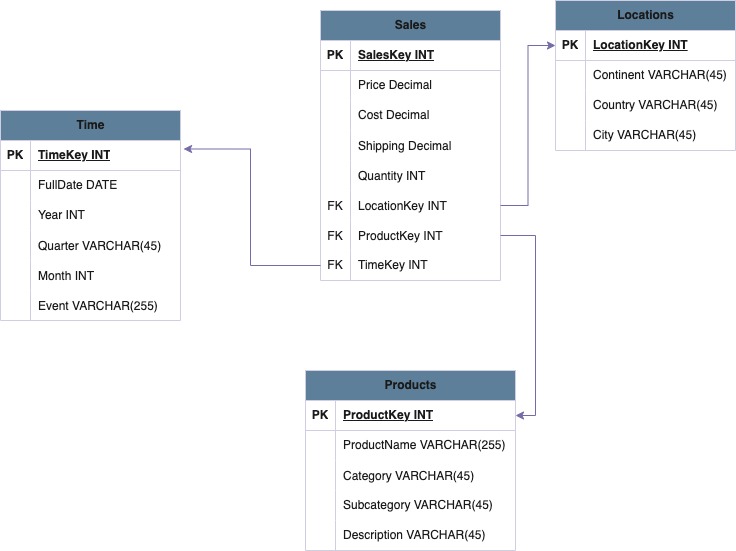 Sales
PK SalesKey INT
Price Decimal
Cost Decimal
Shipping Decimal
Quantity INT
FK LocationKey INT
FK ProductKey INT
FK TimeKey INT
Locations
PK LocationKey INT
Continent VARCHAR(45)
Country VARCHAR(45)
City VARCHAR(45)
Time
PK TimeKey INT
FullDate DATE
Year INT
Quarter VARCHAR(45)
Month INT
Event VARCHAR(255)
Products
PK ProductKey INT
ProductName VARCHAR(255)
Category VARCHAR(45)
Subcategory VARCHAR(45)
Description VARCHAR(45)